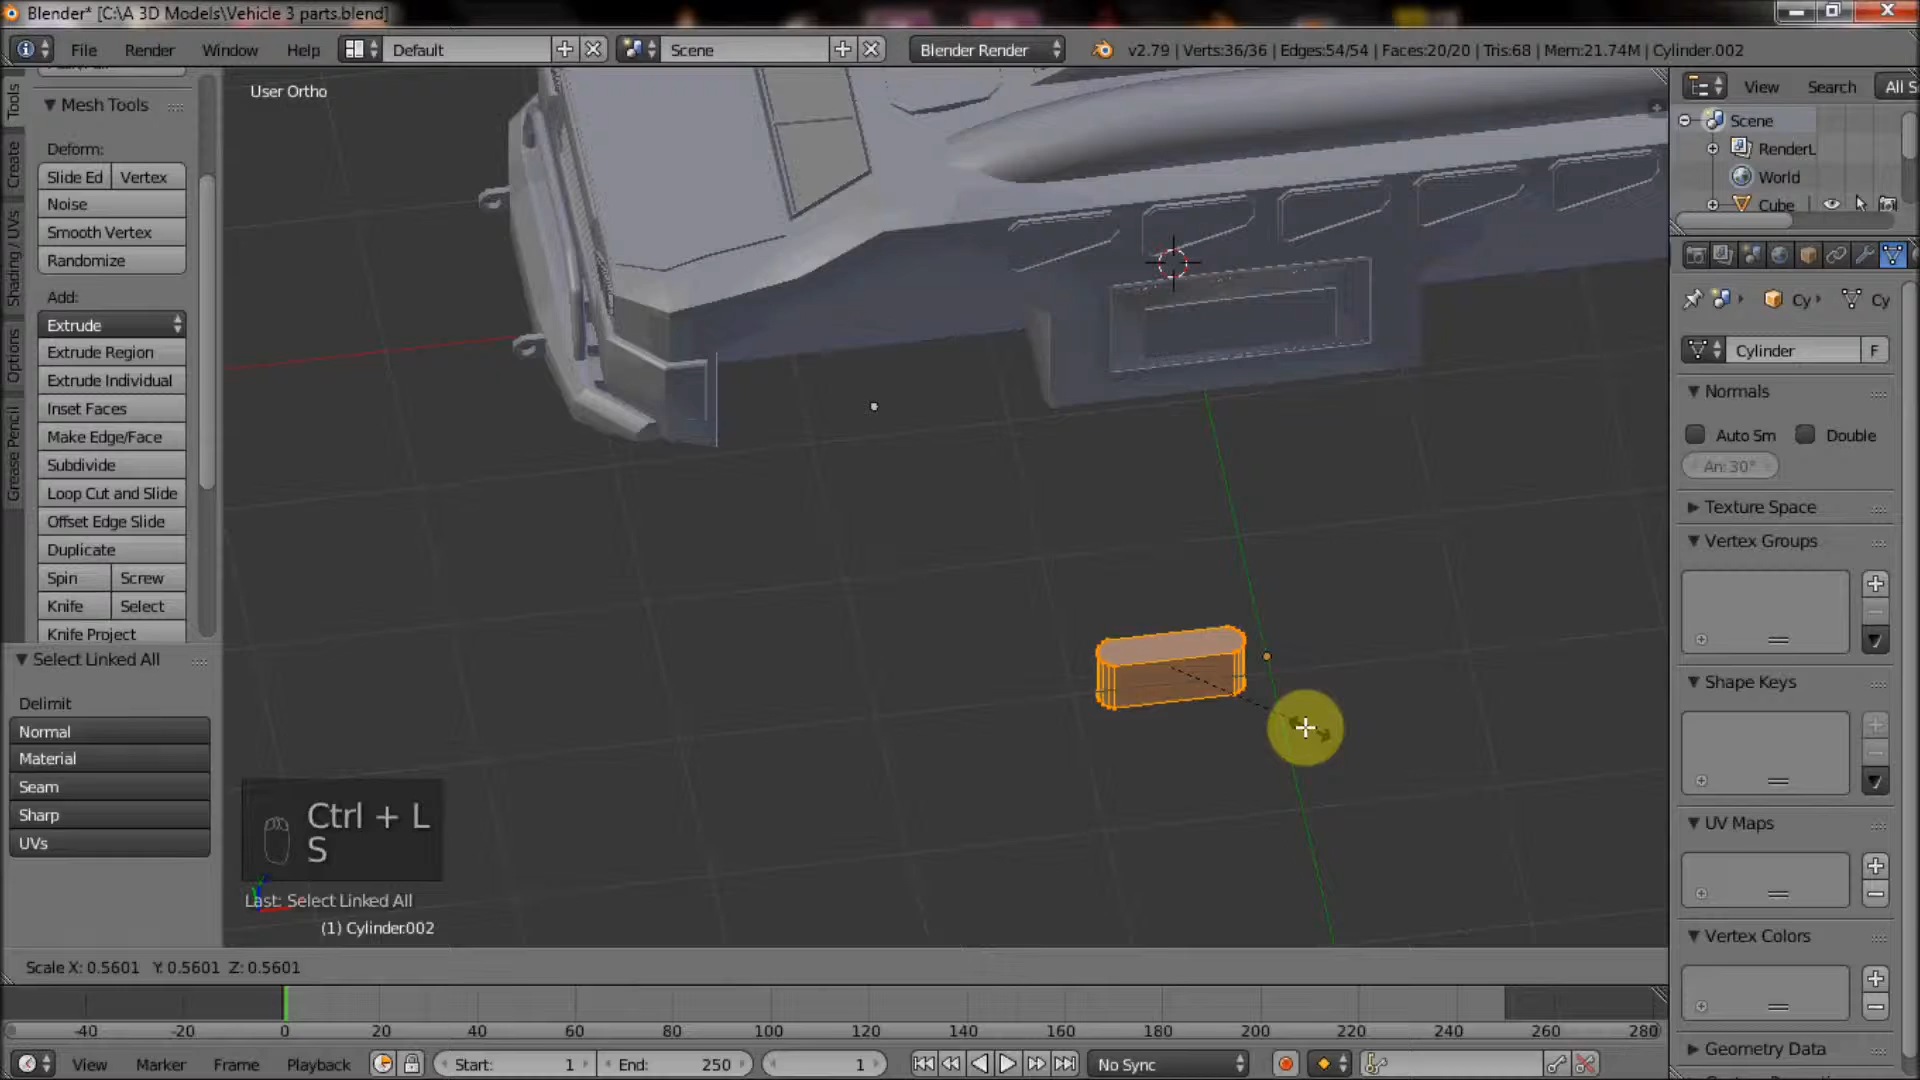 Blender* [C:\A 3D Models\Vehicle 3 parts.blend]
File Render Window Help Default Scene Blender Render v2.79 | Verts:36/36 | Edges:54/54 | Faces:20/20 | Tris:68 | Mem:21.74M | Cylinder.002
User Ortho
View Search All S
Scene
RenderL
World
Cube
Tools
Create
Shading / UVs
Options
Grease Pencil
Mesh Tools
Deform:
Slide Ed Vertex
Noise
Smooth Vertex
Randomize
Add:
Extrude
Extrude Region
Extrude Individual
Inset Faces
Make Edge/Face
Subdivide
Loop Cut and Slide
Offset Edge Slide
Duplicate
Spin Screw
Knife Select
Knife Project
Select Linked All
Delimit
Normal
Material
Seam
Sharp
UVs
Ctrl + L
S
Last: Select Linked All
(1) Cylinder.002
Cy Cy
Cylinder F
Normals
Auto Sm Double
An: 30°
Texture Space
Vertex Groups
Shape Keys
UV Maps
Vertex Colors
Geometry Data
Scale X: 0.5601 Y: 0.5601 Z: 0.5601
-40 -20 0 20 40 60 80 100 120 140 160 180 200 220 240 260 280
View Marker Frame Playback Start: 1 End: 250 1 No Sync